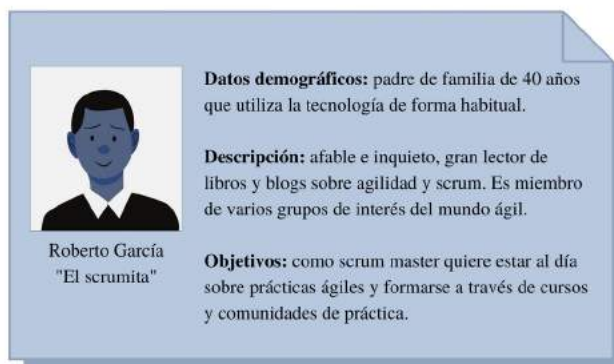 Roberto García
"El scrumita"
Datos demográficos: padre de familia de 40 años
que utiliza la tecnología de forma habitual.
Descripción: afable e inquieto, gran lector de
libros y blogs sobre agilidad y scrum. Es miembro
de varios grupos de interés del mundo ágil.
Objetivos: como scrum master quiere estar al día
sobre prácticas ágiles y formarse a través de cursos
y comunidades de práctica.